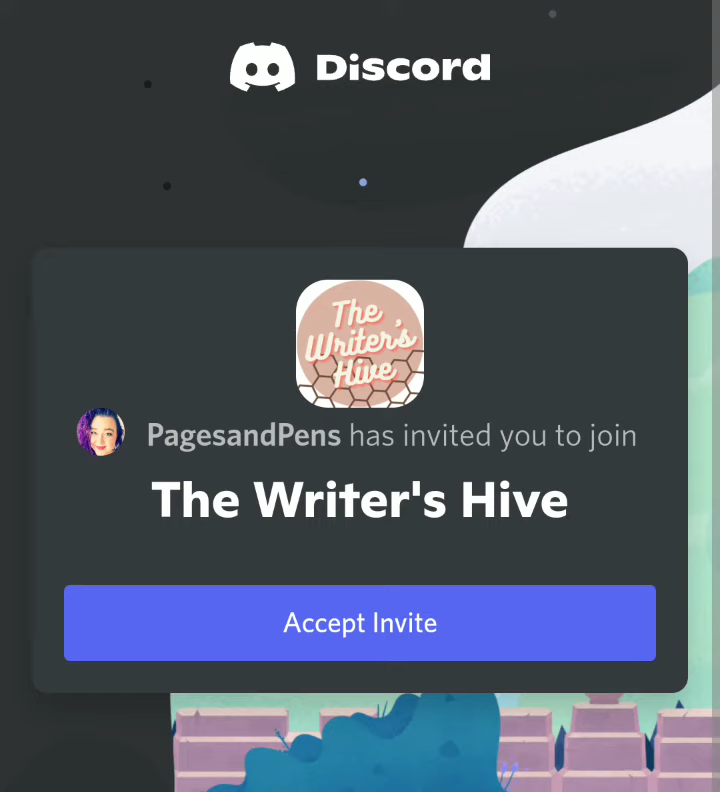 Discord
The
Writer's
Hive
PagesandPens has invited you to join
The Writer's Hive
Accept Invite